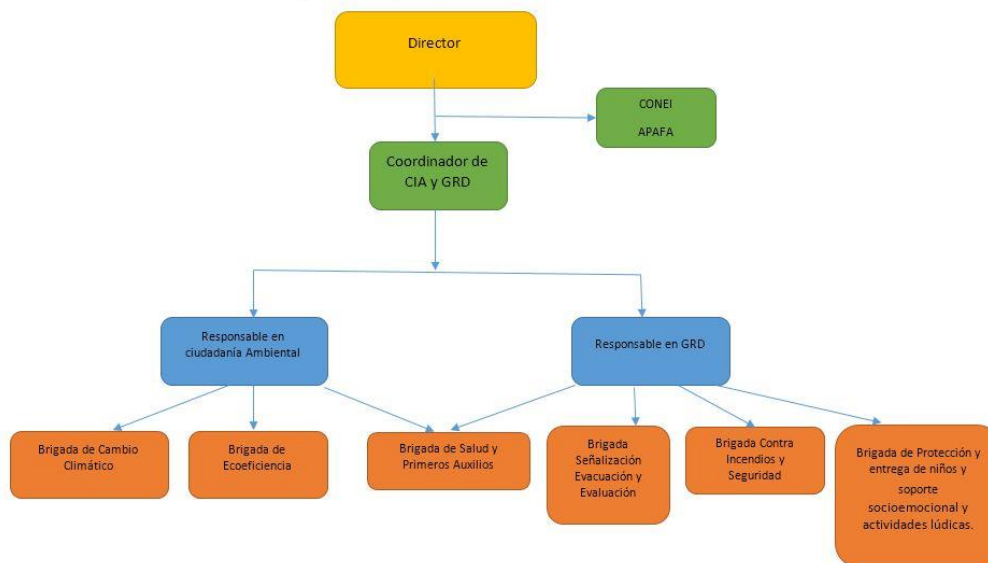 Director
CONEI
APAFA
Coordinador de
CIA y GRD
Responsable en
ciudadanía Ambiental
Responsable en GRD
Brigada de Cambio
Climático
Brigada de
Ecoeficiencia
Brigada de Salud y
Primeros Auxilios
Brigada
Señalización
Evacuación y
Evaluación
Brigada Contra
Incendios y
Seguridad
Brigada de Protección y
entrega de niños y
soporte
socioemocional y
actividades lúdicas.